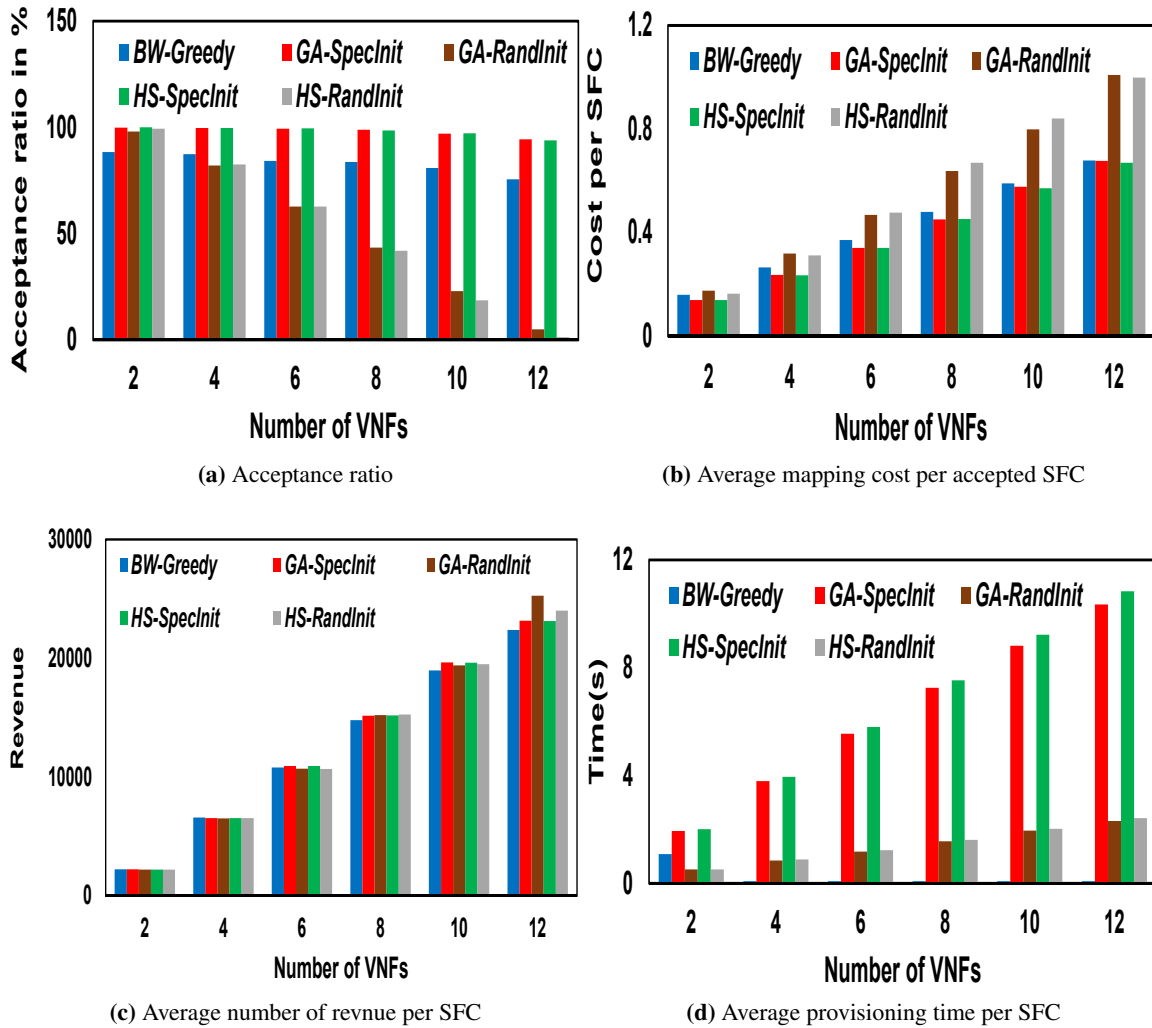 150
BW-Greedy GA-SpecInit GA-RandInit
HS-SpecInit HS-RandInit
100
50
0
Acceptance ratio in %
2 4 6 8 10 12
Number of VNFs
(a) Acceptance ratio
1.2
BW-Greedy GA-SpecInit GA-RandInit
HS-SpecInit HS-RandInit
0.8
0.4
0
Cost per SFC
2 4 6 8 10 12
Number of VNFs
(b) Average mapping cost per accepted SFC
30000
BW-Greedy GA-SpecInit GA-RandInit
HS-SpecInit HS-RandInit
20000
10000
0
Revenue
2 4 6 8 10 12
Number of VNFs
(c) Average number of revnue per SFC
12
BW-Greedy GA-SpecInit GA-RandInit
HS-SpecInit HS-RandInit
8
4
0
Time(s)
2 4 6 8 10 12
Number of VNFs
(d) Average provisioning time per SFC